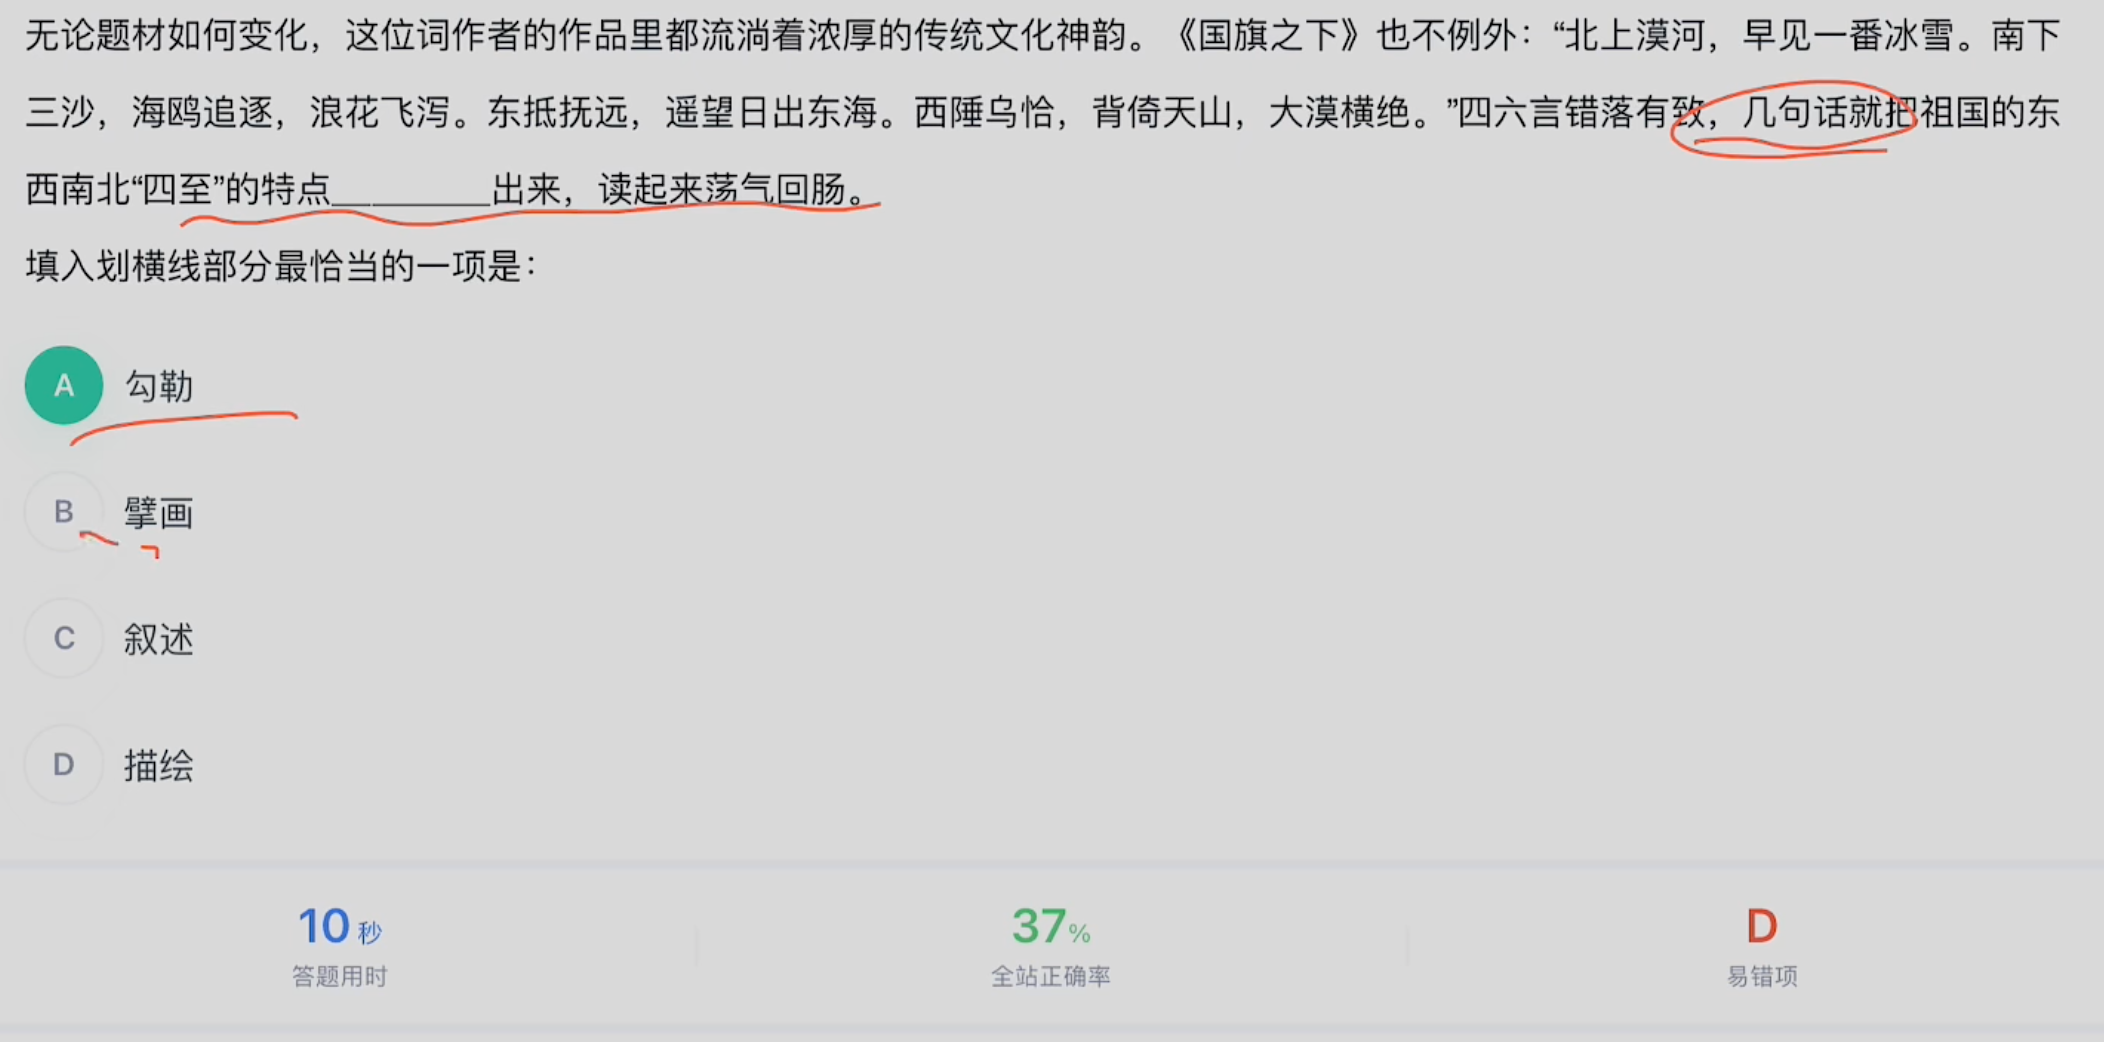 无论题材如何变化，这位词作者的作品里都流淌着浓厚的传统文化神韵。《国旗之下》也不例外：“北上漠河，早见一番冰雪。南下
三沙，海鸥追逐，浪花飞泻。东抵抚远，遥望日出东海。西陲乌恰，背倚天山，大漠横绝。”四六言错落有致，几句话就把祖国的东
西南北“四至”的特点________出来，读起来荡气回肠。
填入划横线部分最恰当的一项是：
A 勾勒
B 擘画
C 叙述
D 描绘
10秒 37% D
答题用时 全站正确率 易错项